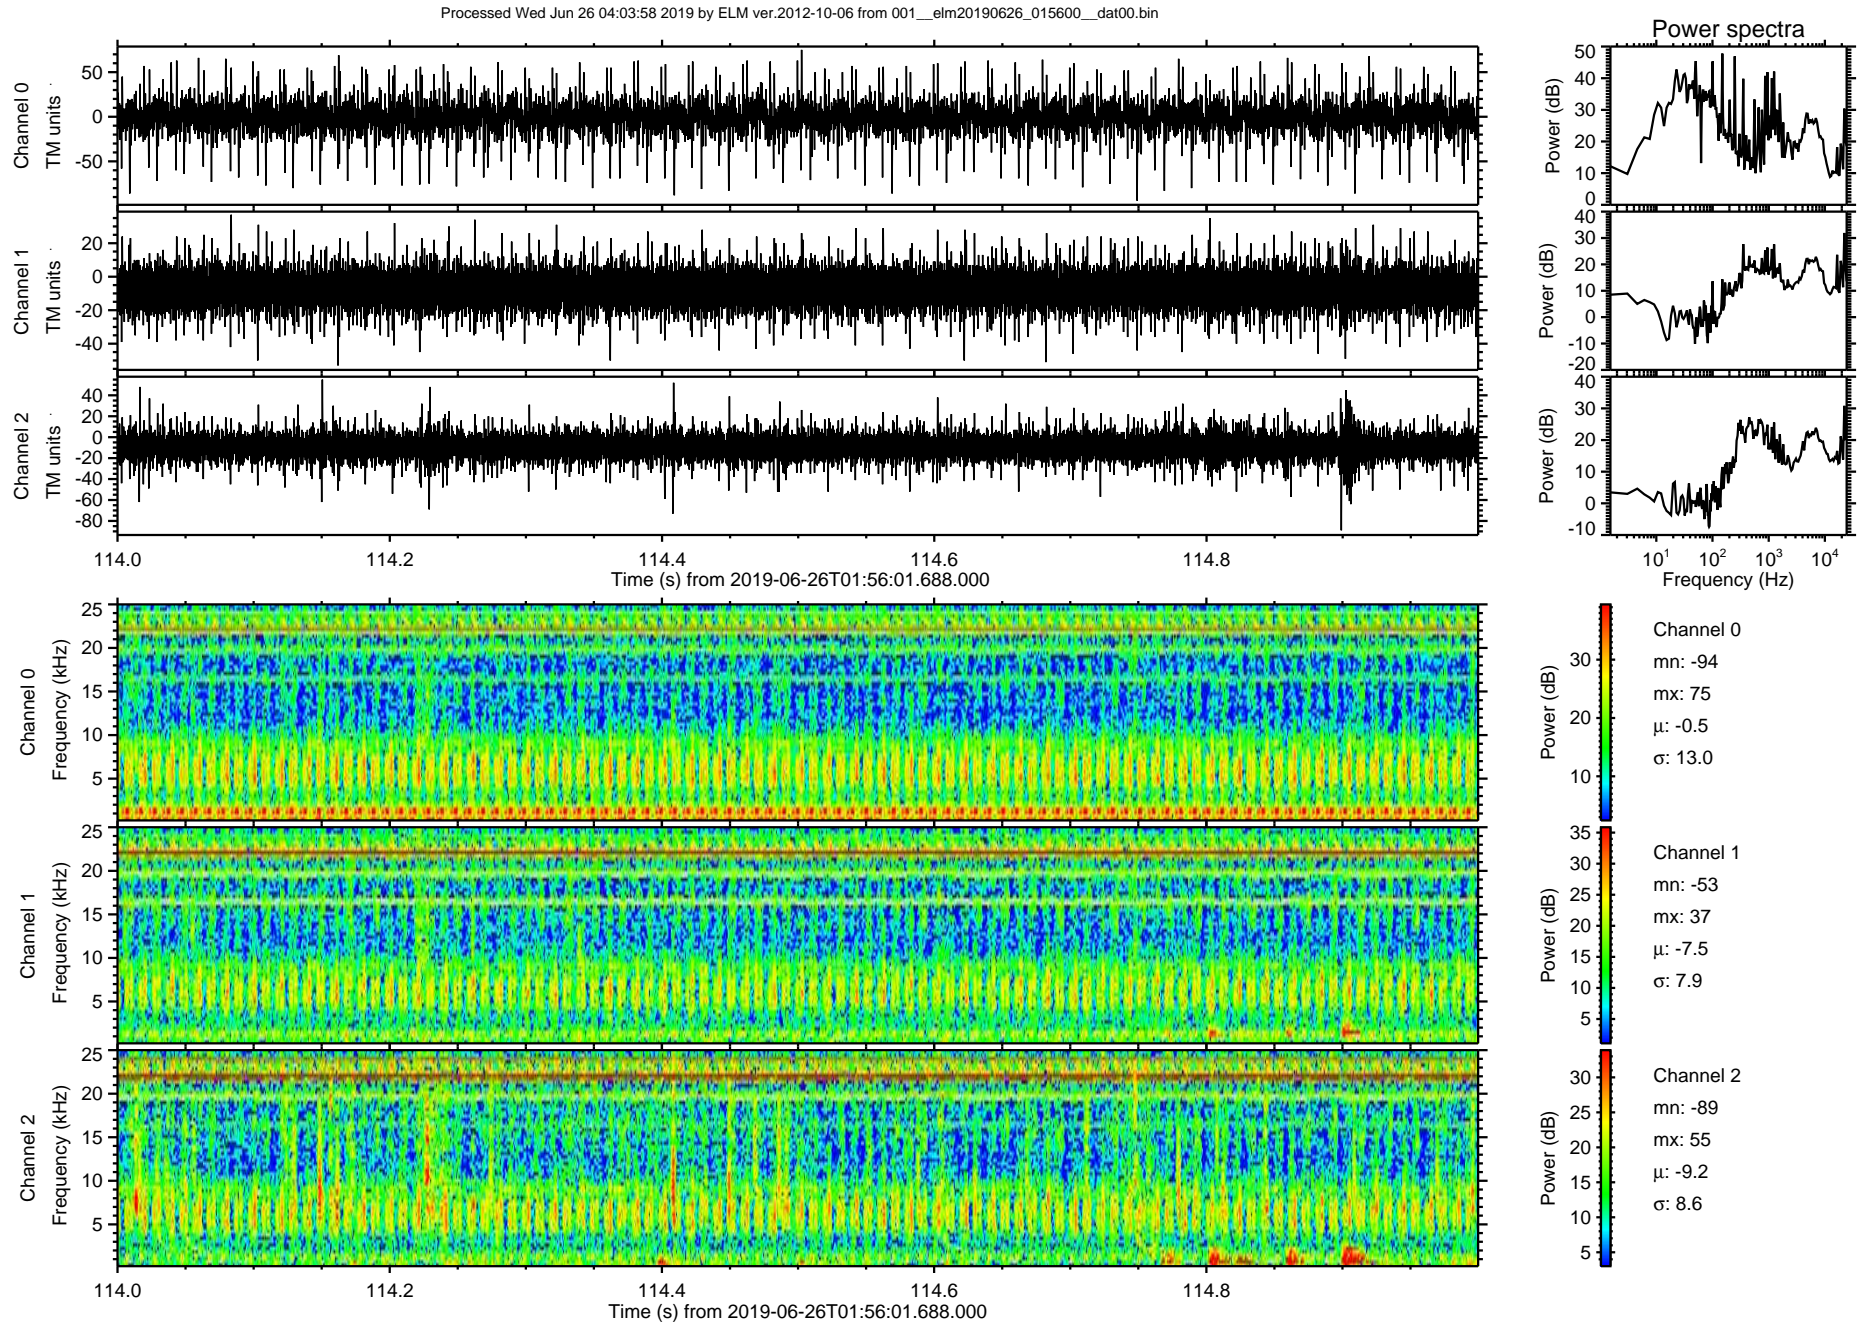 Processed Wed Jun 26 04:03:58 2019 by ELM ver.2012-10-06 from 001__elm20190626_015600__dat00.bin
Power spectra
Channel 0
TM units
50
0
-50
Power (dB)
50
40
30
20
10
0
Channel 1
TM units
20
0
-20
-40
Power (dB)
40
30
20
10
0
-10
-20
Channel 2
TM units
40
20
0
-20
-40
-60
-80
Power (dB)
40
30
20
10
0
-10
114.0 114.2 114.4 114.6 114.8
Time (s) from 2019-06-26T01:56:01.688.000
10^1 10^2 10^3 10^4
Frequency (Hz)
Channel 0
Frequency (kHz)
25
20
15
10
5
Power (dB)
30
20
10
Channel 0
mn: -94
mx: 75
µ: -0.5
σ: 13.0
Channel 1
Frequency (kHz)
25
20
15
10
5
Power (dB)
35
30
25
20
15
10
5
Channel 1
mn: -53
mx: 37
µ: -7.5
σ: 7.9
Channel 2
Frequency (kHz)
25
20
15
10
5
Power (dB)
30
25
20
15
10
5
Channel 2
mn: -89
mx: 55
µ: -9.2
σ: 8.6
114.0 114.2 114.4 114.6 114.8
Time (s) from 2019-06-26T01:56:01.688.000